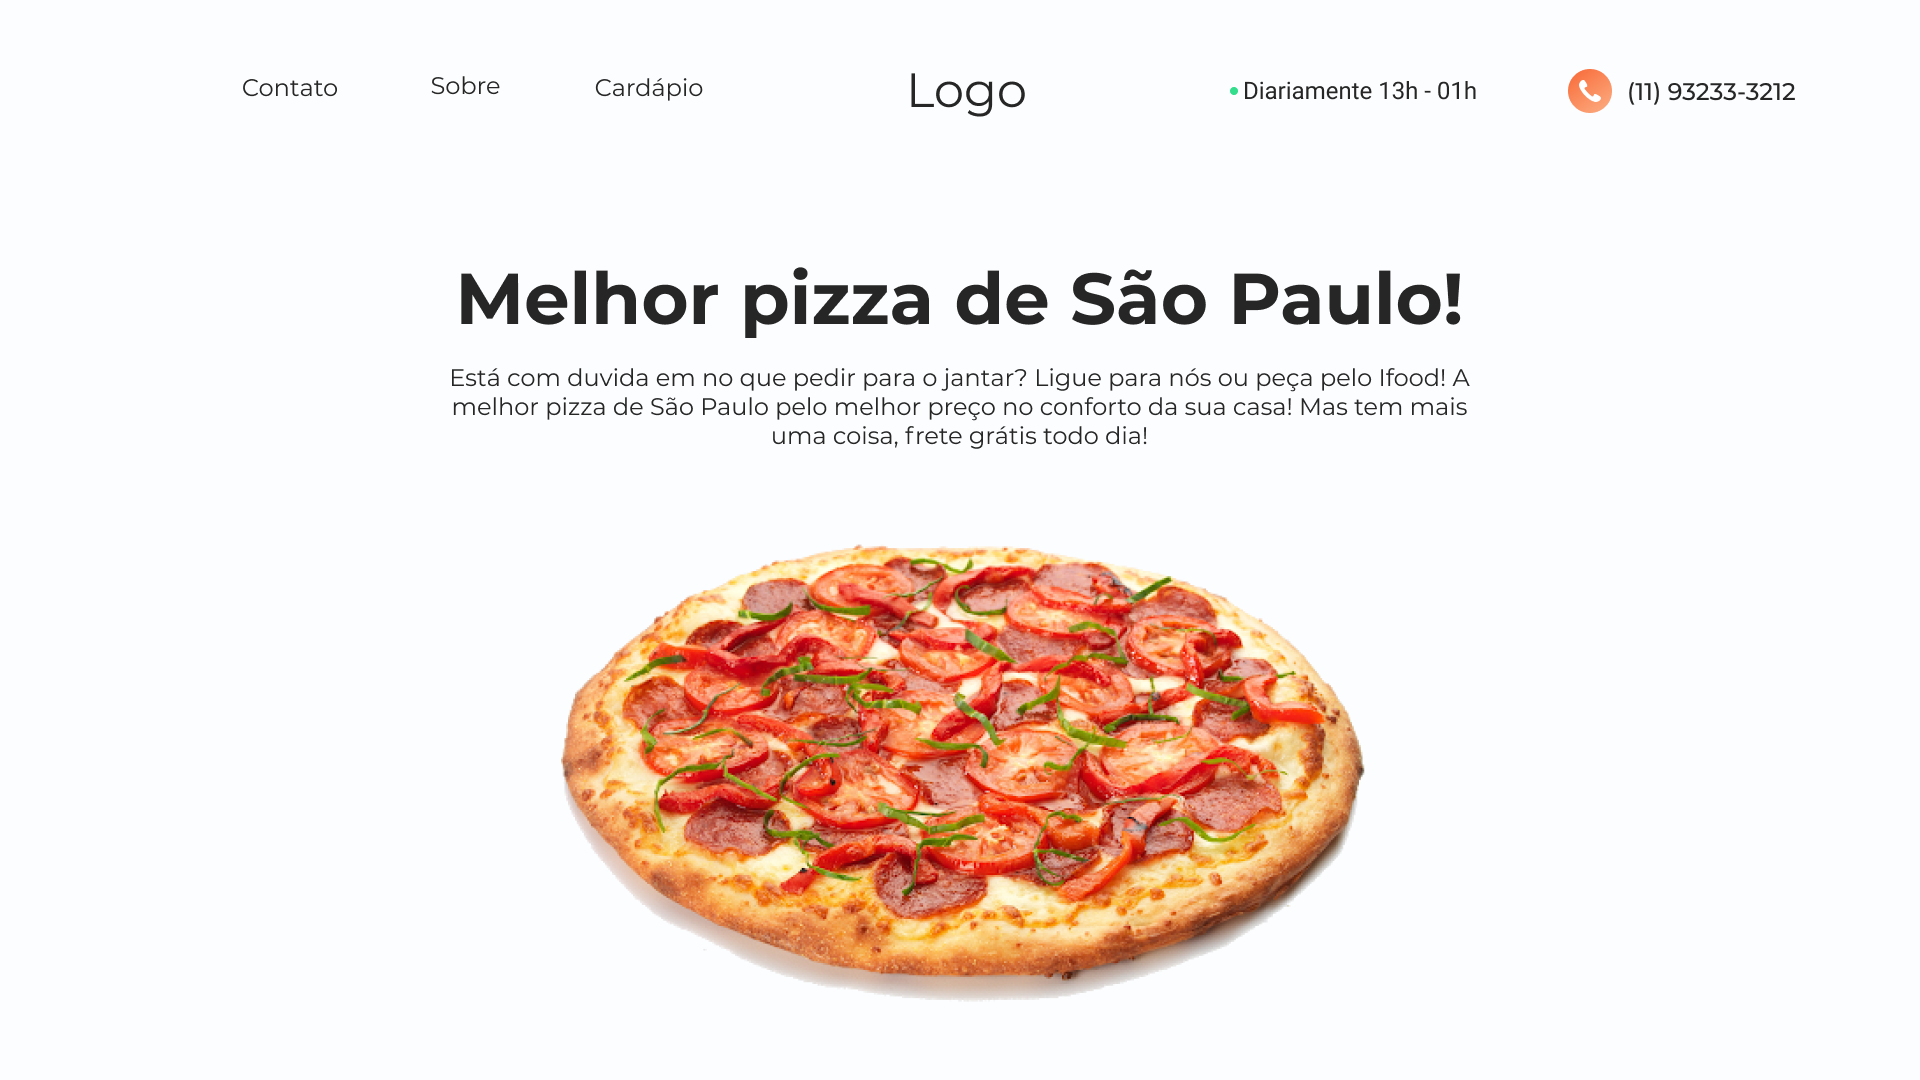 Contato
Sobre
Cardápio
Logo
Diariamente 13h - 01h
(11) 93233-3212
Melhor pizza de São Paulo!
Está com duvida em no que pedir para o jantar? Ligue para nós ou peça pelo Ifood! A
melhor pizza de São Paulo pelo melhor preço no conforto da sua casa! Mas tem mais
uma coisa, frete grátis todo dia!